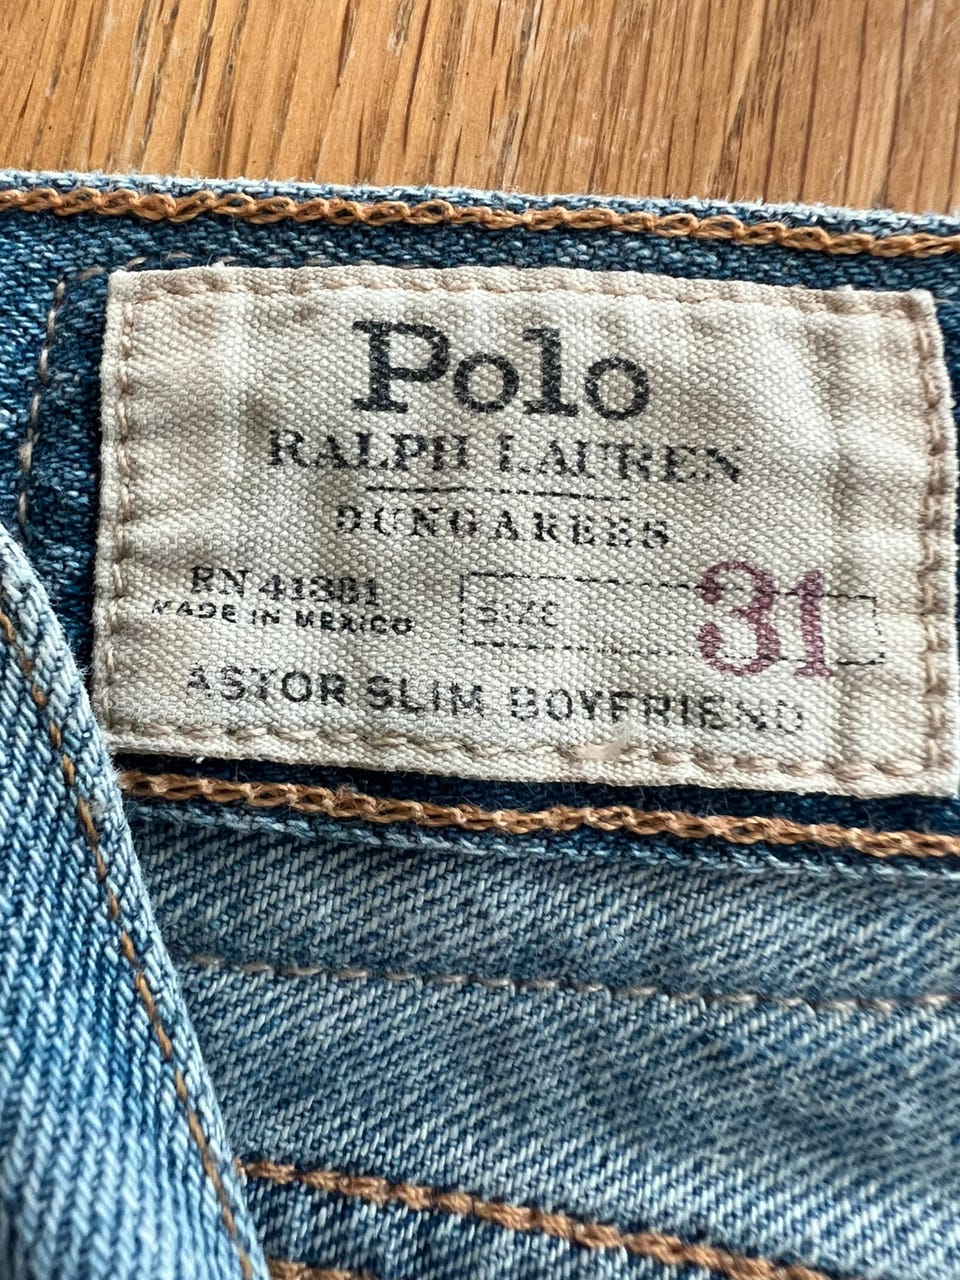 Polo
RALPH LAUREN
DUNGAREES
RN 41381
MADE IN MEXICO
SIZE 31
ASTOR SLIM BOYFRIEND